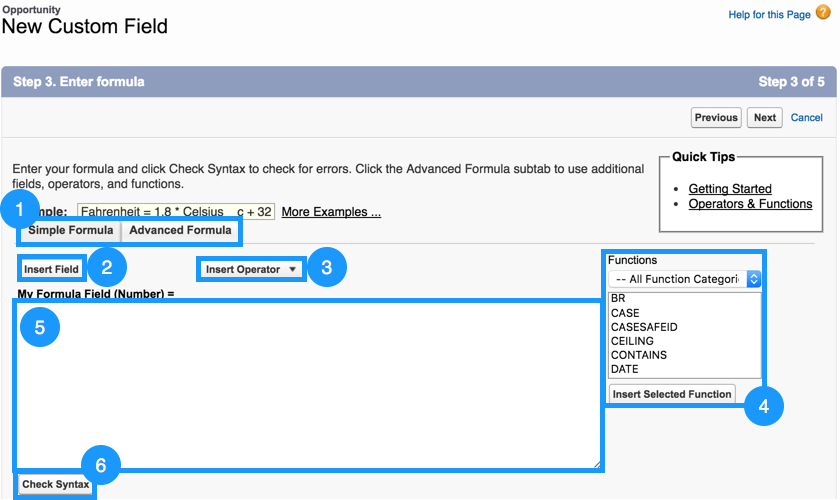 Opportunity
New Custom Field
Help for this Page ?
Step 3. Enter formula
Step 3 of 5
Previous Next Cancel
Enter your formula and click Check Syntax to check for errors. Click the Advanced Formula subtab to use additional
fields, operators, and functions.
Quick Tips
Getting Started
Operators & Functions
1
mple: Fahrenheit = 1.8 * Celsius c + 32 More Examples ...
Simple Formula Advanced Formula
Insert Field 2 Insert Operator 3
Functions
-- All Function Categori
My Formula Field (Number) =
5
BR
CASE
CASESAFEID
CEILING
CONTAINS
DATE
Insert Selected Function
4
6
Check Syntax